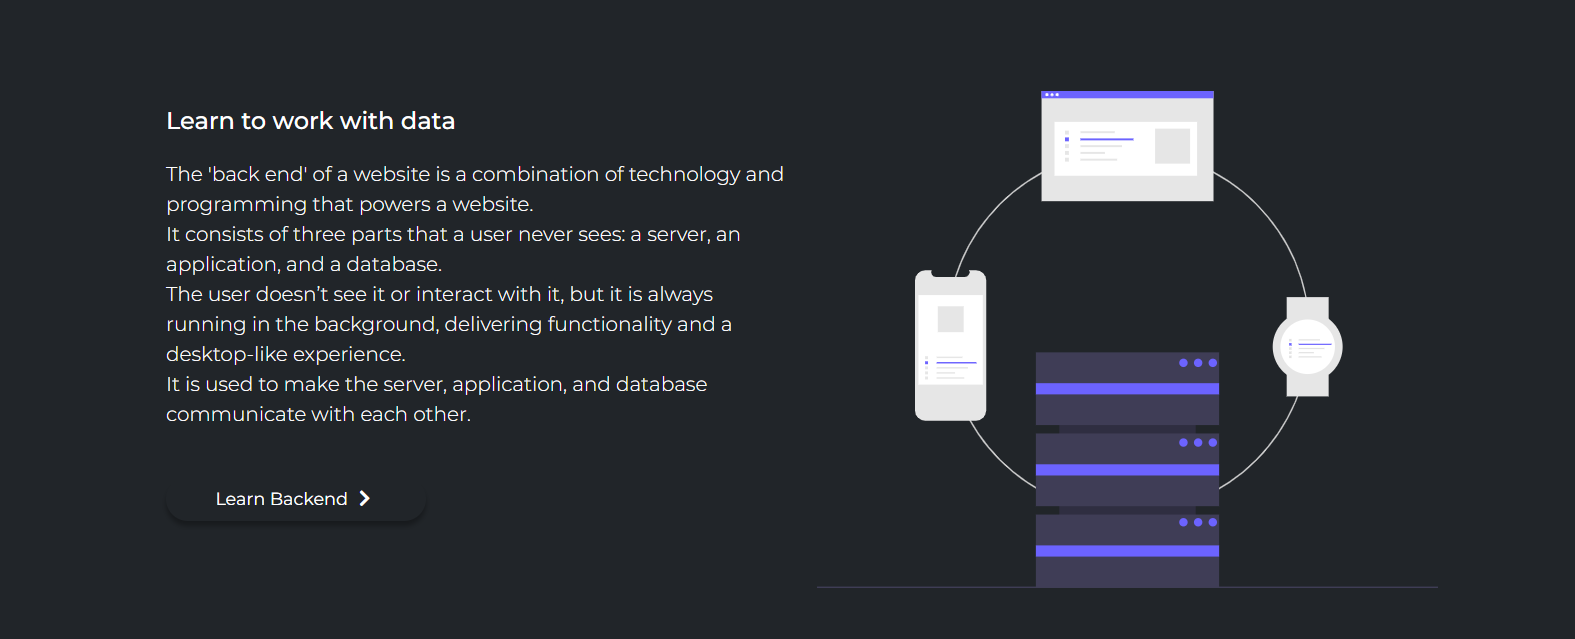 Learn to work with data
The 'back end' of a website is a combination of technology and
programming that powers a website.
It consists of three parts that a user never sees: a server, an
application, and a database.
The user doesn’t see it or interact with it, but it is always
running in the background, delivering functionality and a
desktop-like experience.
It is used to make the server, application, and database
communicate with each other.
Learn Backend